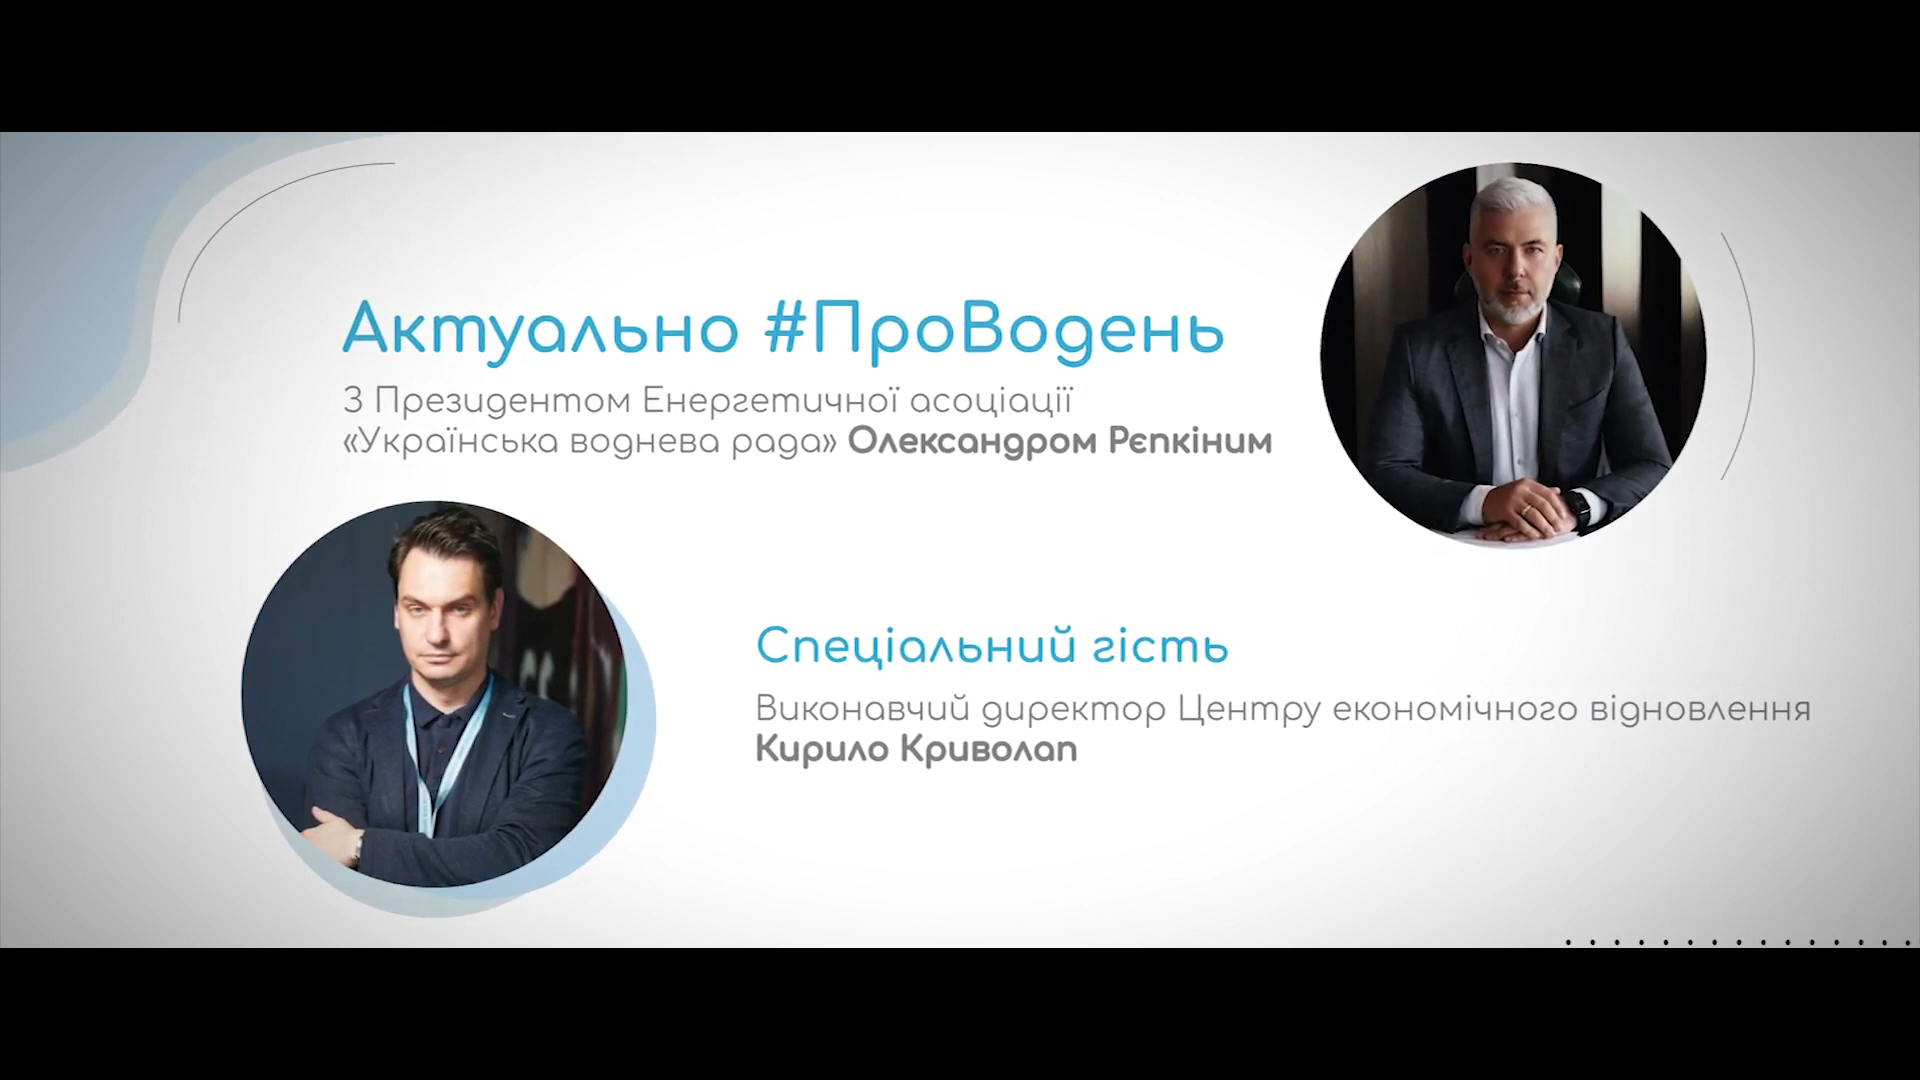 Актуально #ПроВодень
З Президентом Енергетичної асоціації
«Українська воднева рада» Олександром Рєпкіним
Спеціальний гість
Виконавчий директор Центру економічного відновлення
Кирило Криволап